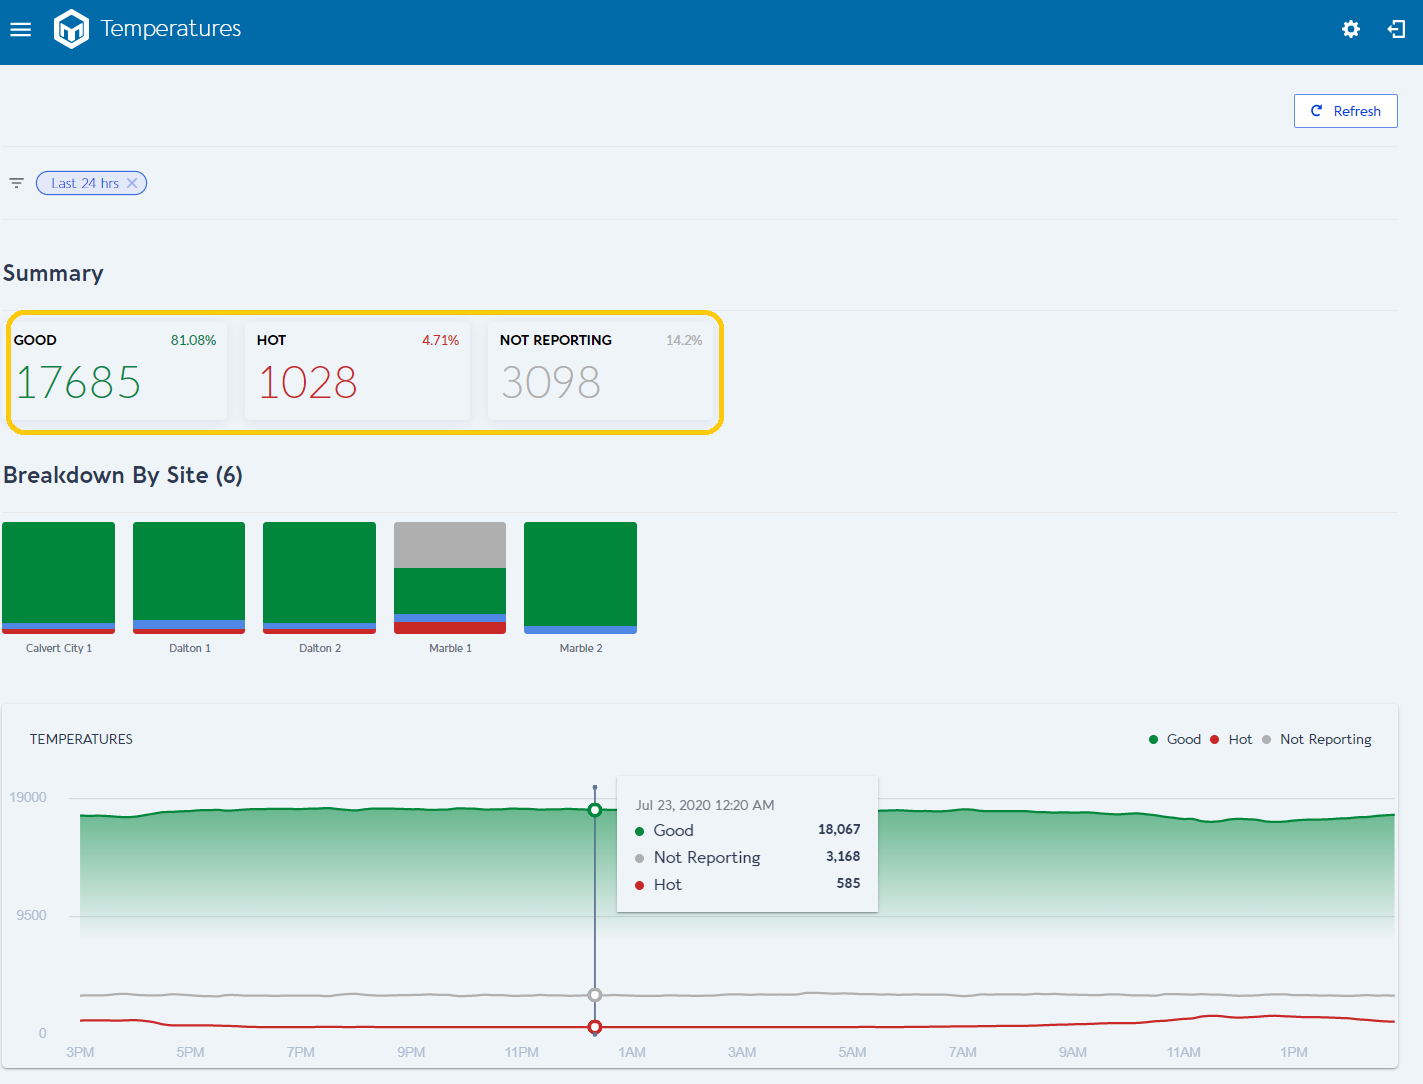 Temperatures
Refresh
Last 24 hrs
Summary
GOOD 81.08% HOT 4.71% NOT REPORTING 14.2%
17685 1028 3098
Breakdown By Site (6)
Calvert City 1 Dalton 1 Dalton 2 Marble 1 Marble 2
TEMPERATURES Good Hot Not Reporting
19000
Jul 23, 2020 12:20 AM
Good 18,067
Not Reporting 3,168
Hot 585
9500
0
3PM 5PM 7PM 9PM 11PM 1AM 3AM 5AM 7AM 9AM 11AM 1PM